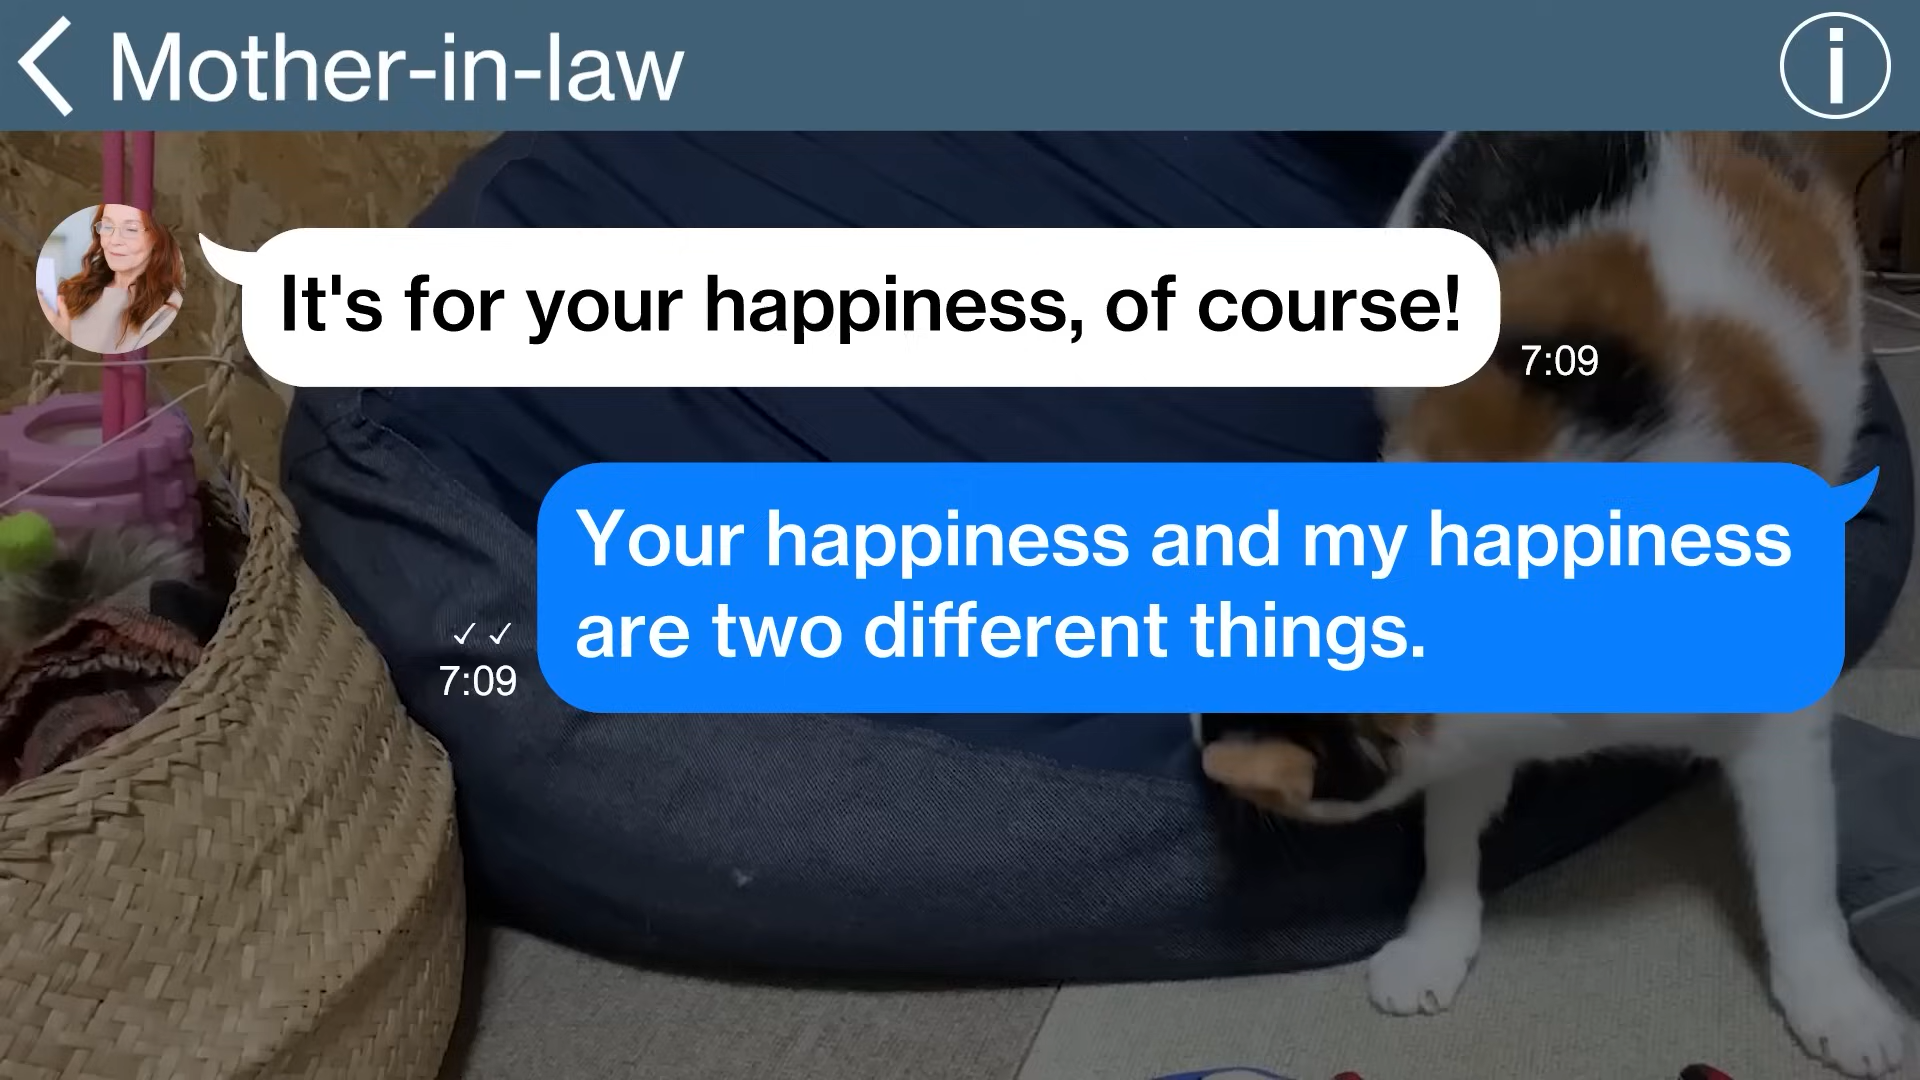 Mother-in-law
It's for your happiness, of course!
7:09
Your happiness and my happiness
are two different things.
✓✓
7:09